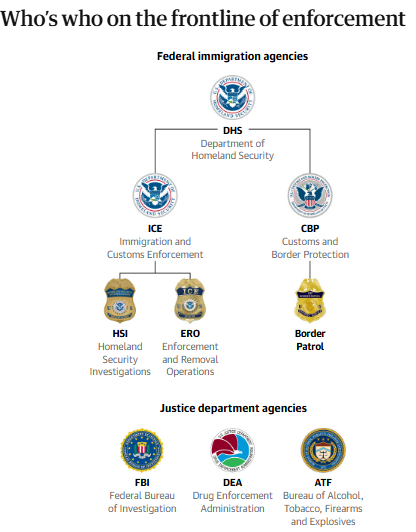 Who's who on the frontline of enforcement
Federal immigration agencies
DHS
Department of
Homeland Security
ICE
Immigration and
Customs Enforcement
CBP
Customs and
Border Protection
HSI
Homeland
Security
Investigations
ERO
Enforcement
and Removal
Operations
Border
Patrol
Justice department agencies
FBI
Federal Bureau
of Investigation
DEA
Drug Enforcement
Administration
ATF
Bureau of Alcohol,
Tobacco, Firearms
and Explosives